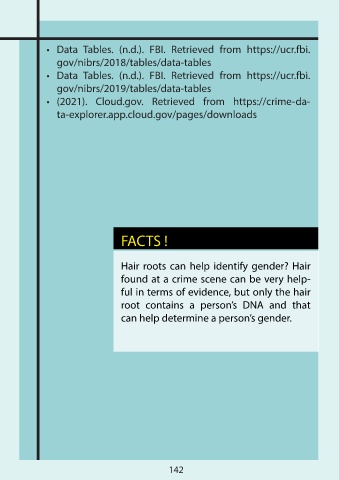 • Data Tables. (n.d.). FBI. Retrieved from https://ucr.fbi.
gov/nibrs/2018/tables/data-tables
• Data Tables. (n.d.). FBI. Retrieved from https://ucr.fbi.
gov/nibrs/2019/tables/data-tables
• (2021). Cloud.gov. Retrieved from https://crime-da-
ta-explorer.app.cloud.gov/pages/downloads
FACTS !
Hair roots can help identify gender? Hair
found at a crime scene can be very help-
ful in terms of evidence, but only the hair
root contains a person’s DNA and that
can help determine a person’s gender.
142